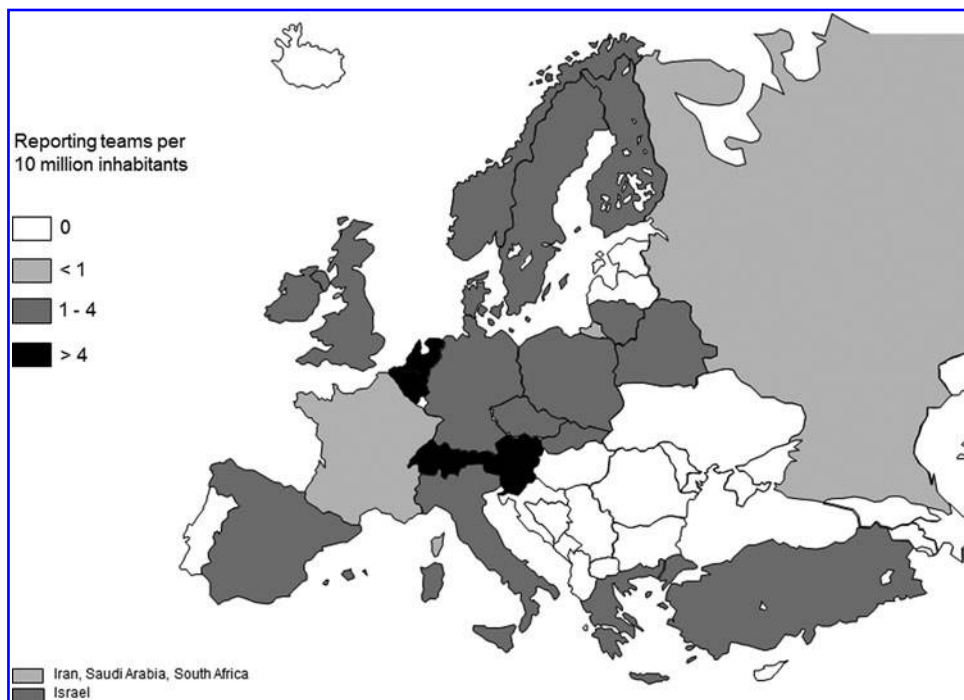 Reporting teams per
10 million inhabitants
0
< 1
1 - 4
> 4
Iran, Saudi Arabia, South Africa
Israel